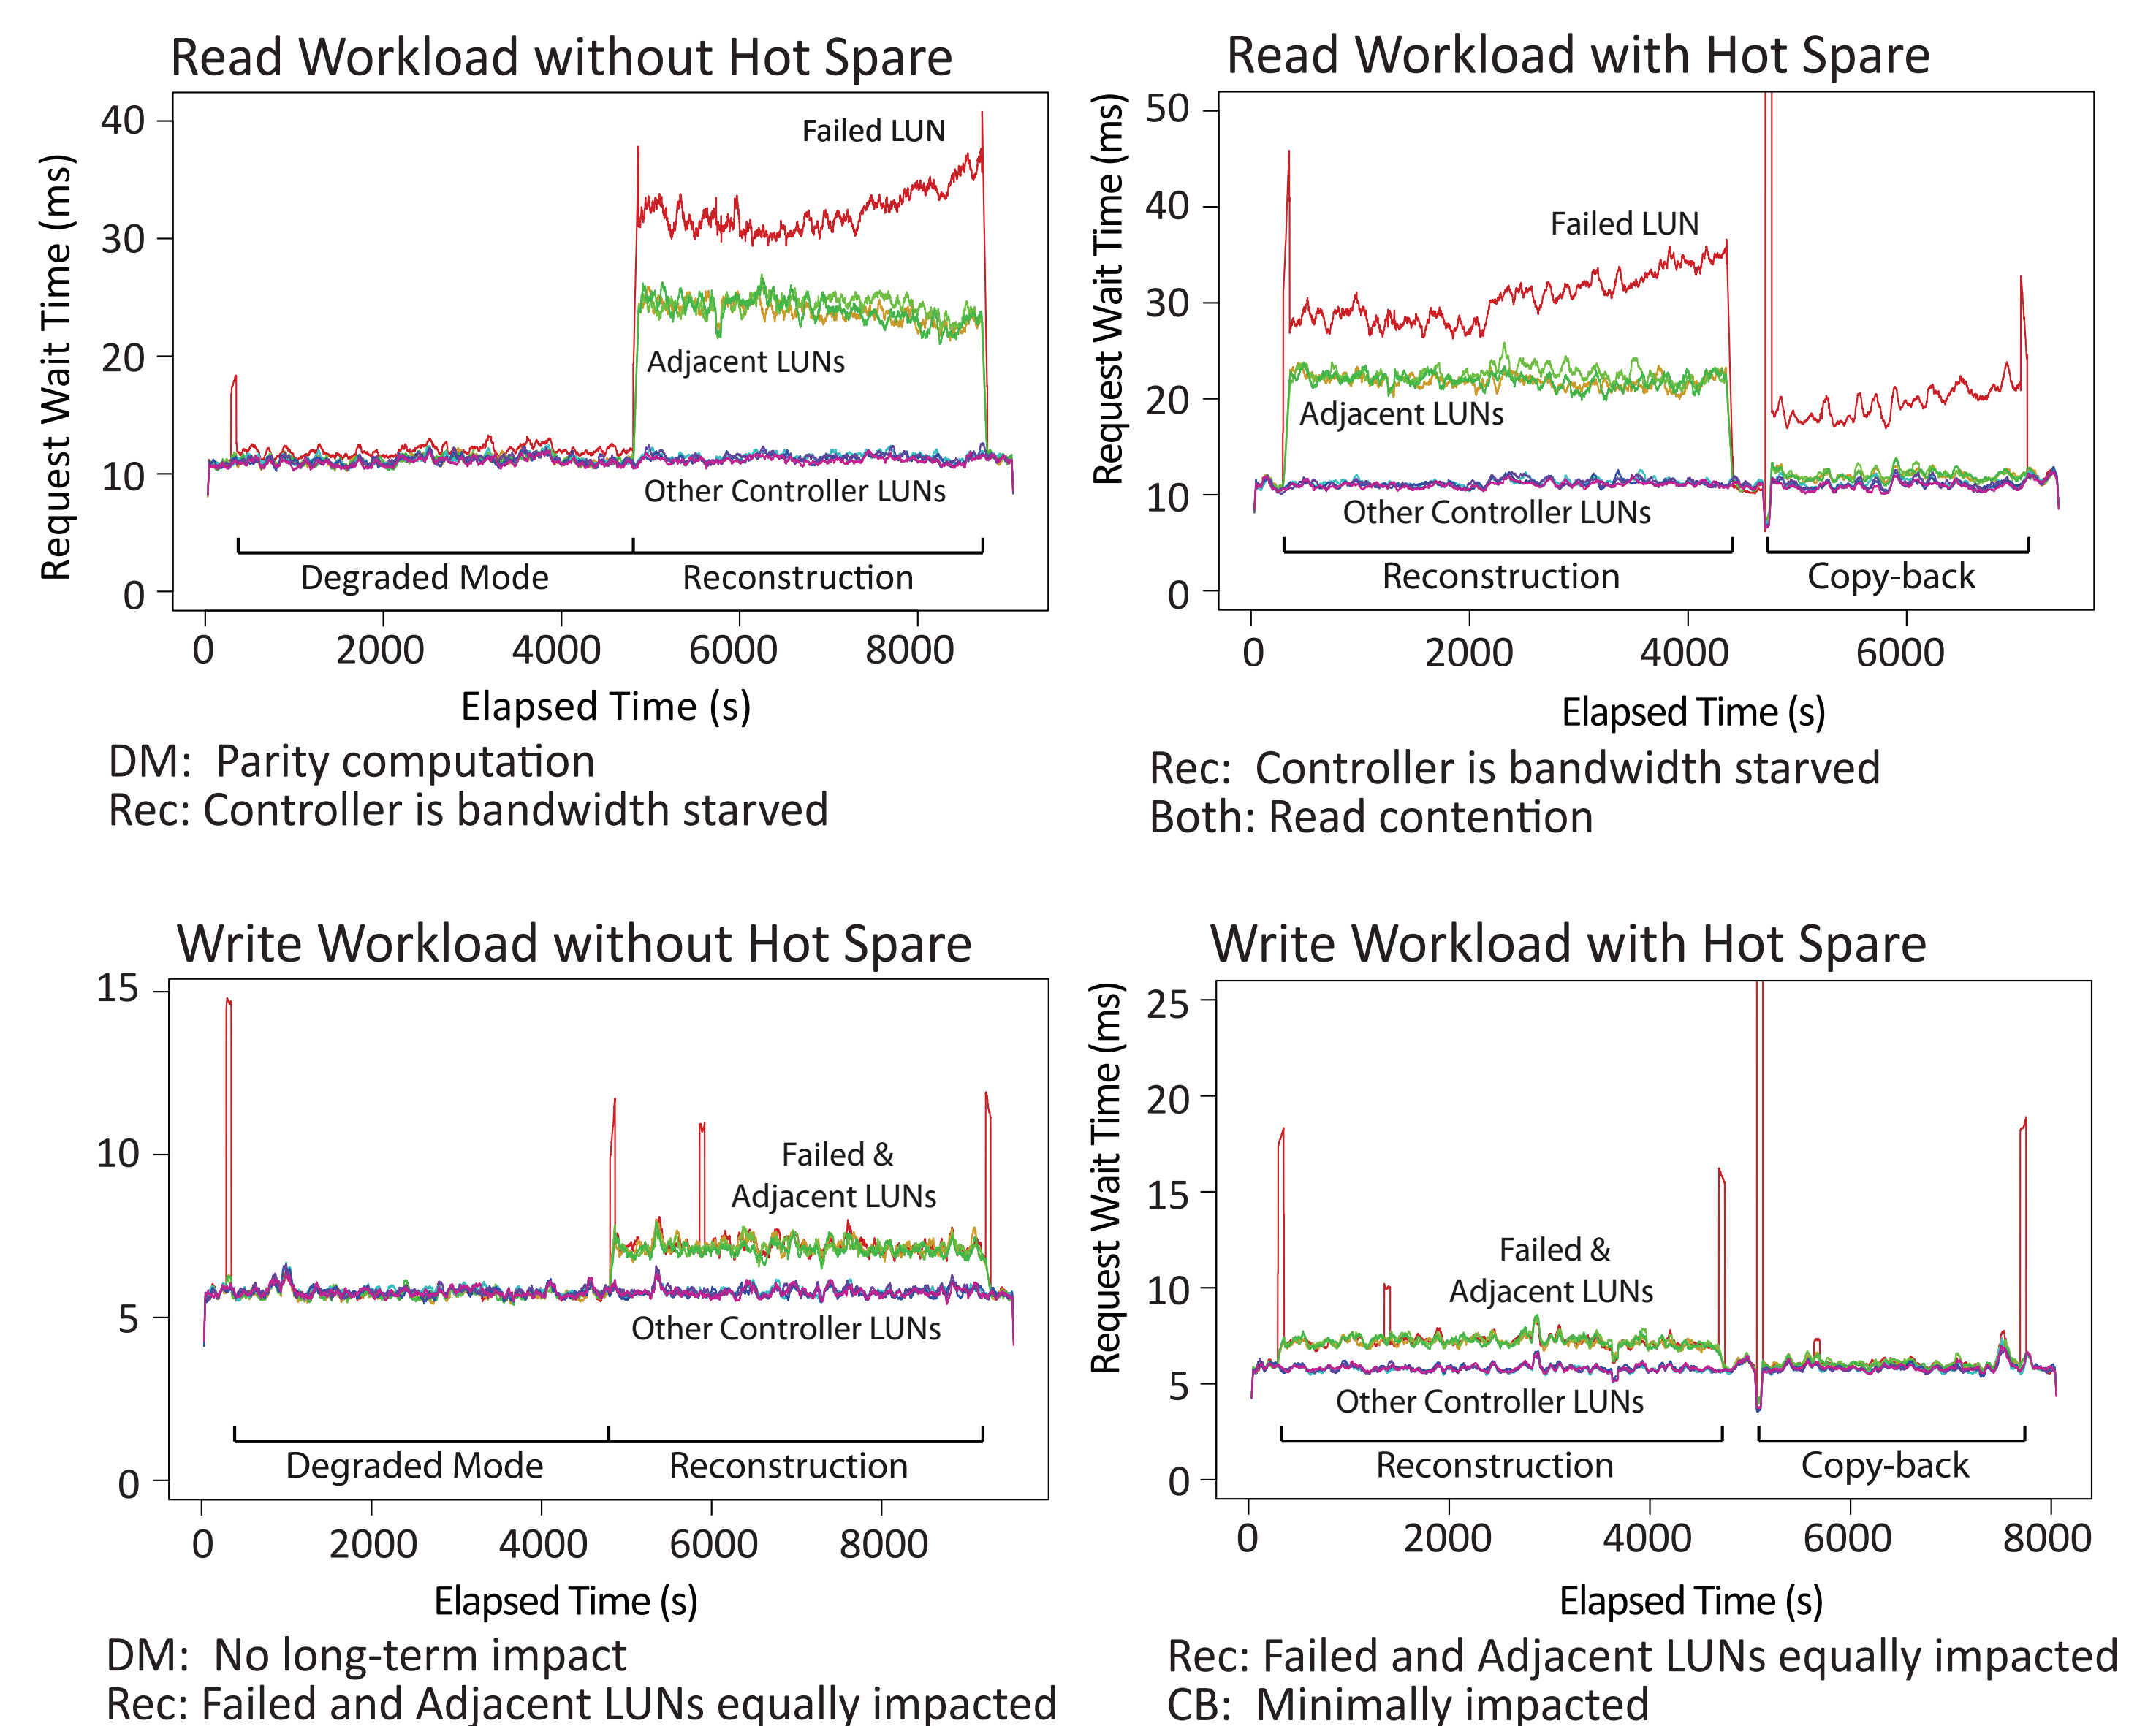 Read Workload without Hot Spare
Request Wait Time (ms)
40
30
20
10
0
Failed LUN
Adjacent LUNs
Other Controller LUNs
Degraded Mode
Reconstruction
0
2000
4000
6000
8000
Elapsed Time (s)
DM: Parity computation
Rec: Controller is bandwidth starved
Read Workload with Hot Spare
Request Wait Time (ms)
50
40
30
20
10
0
Failed LUN
Adjacent LUNs
Other Controller LUNs
Reconstruction
Copy-back
0
2000
4000
6000
Elapsed Time (s)
Rec: Controller is bandwidth starved
Both: Read contention
Write Workload without Hot Spare
15
10
5
0
Failed &
Adjacent LUNs
Other Controller LUNs
Degraded Mode
Reconstruction
0
2000
4000
6000
8000
Elapsed Time (s)
DM: No long-term impact
Rec: Failed and Adjacent LUNs equally impacted
Write Workload with Hot Spare
Request Wait Time (ms)
25
20
15
10
5
0
Failed &
Adjacent LUNs
Other Controller LUNs
Reconstruction
Copy-back
0
2000
4000
6000
8000
Elapsed Time (s)
Rec: Failed and Adjacent LUNs equally impacted
CB: Minimally impacted